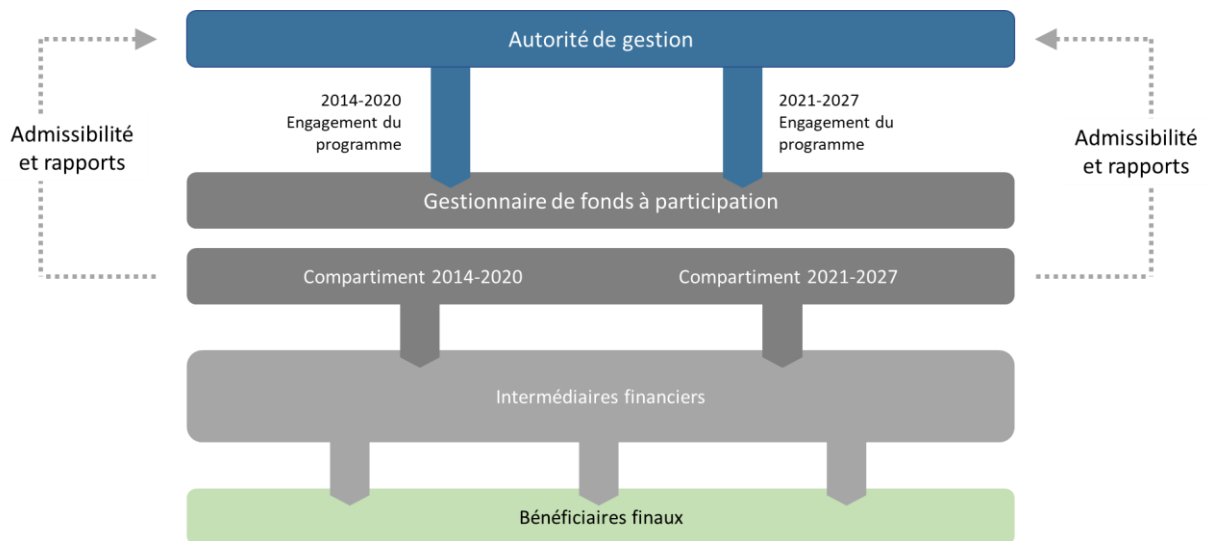 Autorité de gestion
2014-2020
Engagement du
programme
2021-2027
Engagement du
programme
Admissibilité
et rapports
Admissibilité
et rapports
Gestionnaire de fonds à participation
Compartiment 2014-2020
Compartiment 2021-2027
Intermédiaires financiers
Bénéficiaires finaux